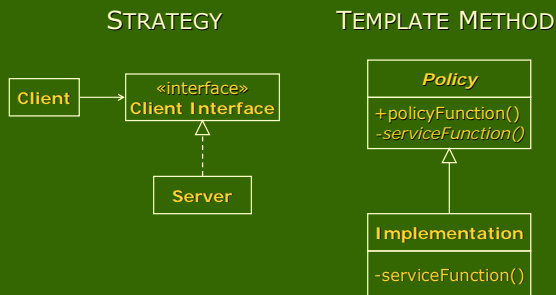 STRATEGY
Client
«interface»
Client Interface
Server
TEMPLATE METHOD
Policy
+policyFunction()
-serviceFunction()
Implementation
-serviceFunction()